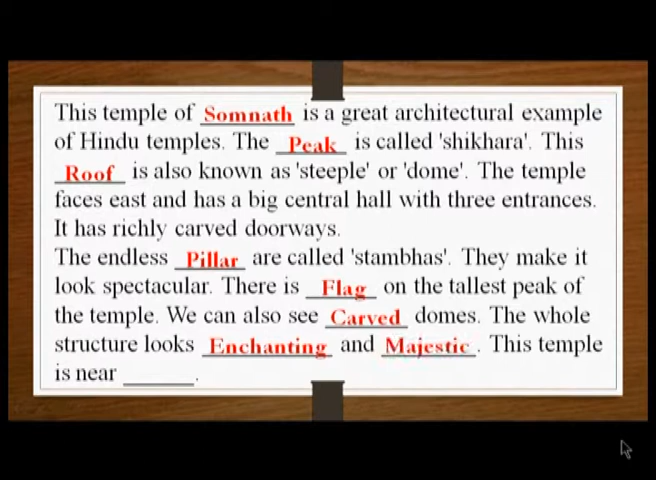 This temple of Somnath is a great architectural example
of Hindu temples. The Peak is called 'shikhara'. This
Roof is also known as 'steeple' or 'dome'. The temple
faces east and has a big central hall with three entrances.
It has richly carved doorways.
The endless Pillar are called 'stambhas'. They make it
look spectacular. There is Flag on the tallest peak of
the temple. We can also see Carved domes. The whole
structure looks Enchanting and Majestic. This temple
is near ______.